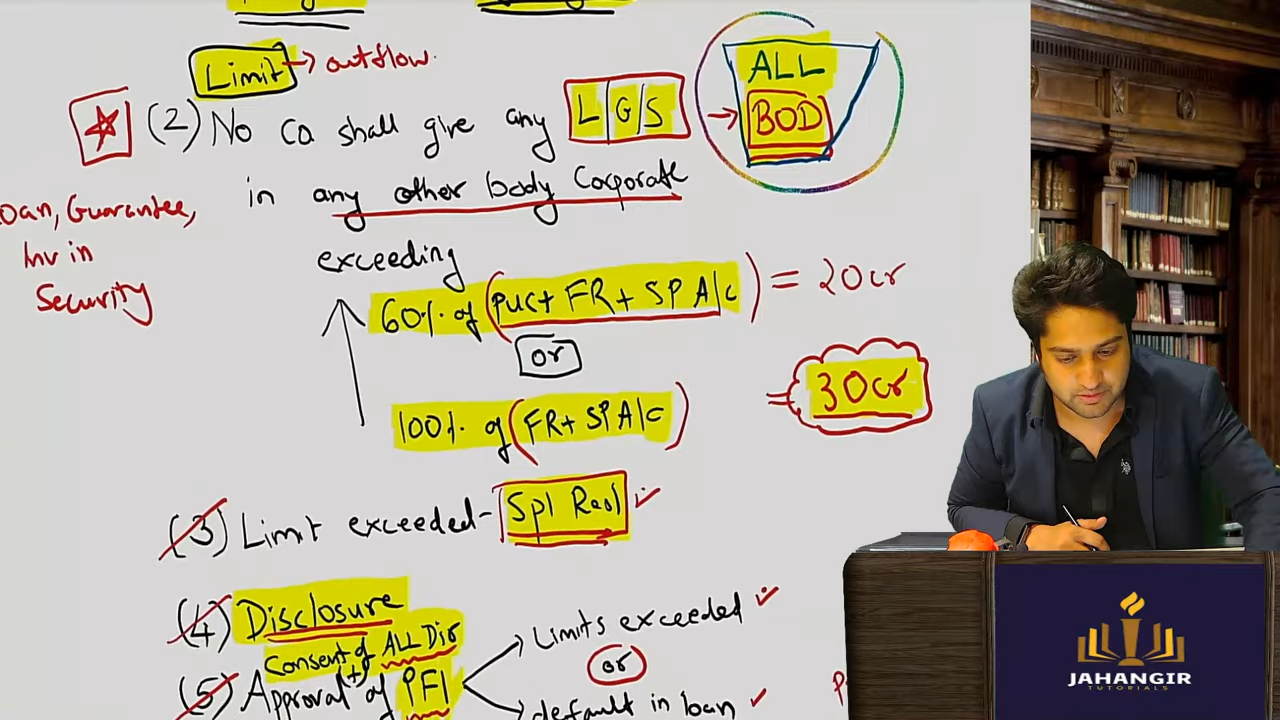 Limit → outflow.
(2) No Co shall give any L G S
ALL
→ BOD
in any other body Corporate
Loan, Guarantee,
Inv in
Security
exceeding
60% of (PUC+ FR+ SP A/c) = 20cr
or
100% of (FR+ SP A/c) = 30cr
(3) Limit exceeded- Spl Resl
(4) Disclosure
Consent of ALL Dir
(5) Approval of PFI
(+)
→ Limits exceeded
or
→ default in loan
JAHANGIR
TUTORIALS